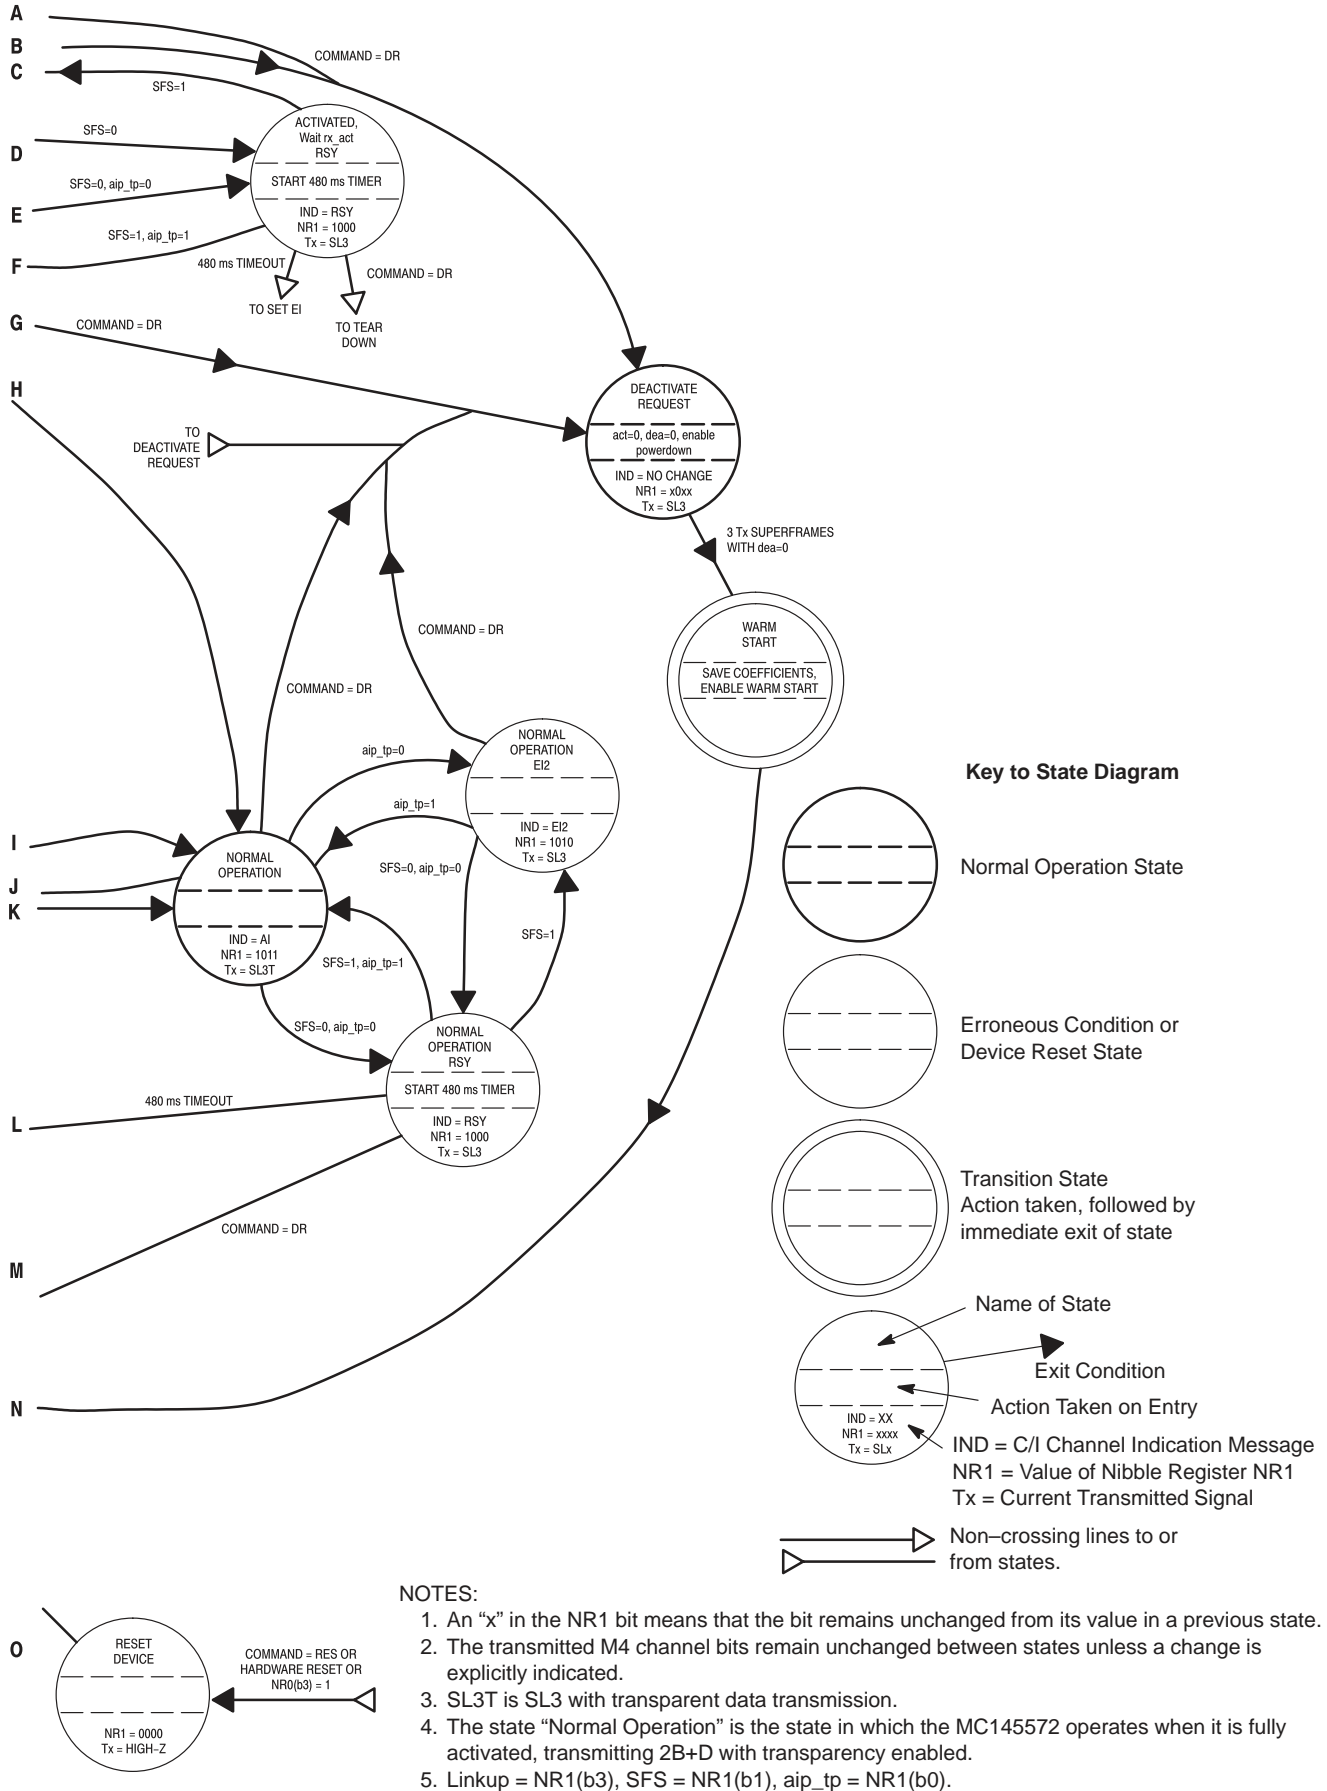 A
B
C
COMMAND = DR
SFS=1
D
SFS=0
ACTIVATED,
Wait rx_act
RSY
START 480 ms TIMER
IND = RSY
NR1 = 1000
Tx = SL3
E
SFS=0, aip_tp=0
F
SFS=1, aip_tp=1
480 ms TIMEOUT
TO SET EI
COMMAND = DR
TO TEAR
DOWN
G
COMMAND = DR
H
TO
DEACTIVATE
REQUEST
DEACTIVATE
REQUEST
act=0, dea=0, enable
powerdown
IND = NO CHANGE
NR1 = x0xx
Tx = SL3
3 Tx SUPERFRAMES
WITH dea=0
WARM
START
SAVE COEFFICIENTS,
ENABLE WARM START
COMMAND = DR
COMMAND = DR
aip_tp=0
NORMAL
OPERATION
EI2
IND = EI2
NR1 = 1010
Tx = SL3
aip_tp=1
SFS=0, aip_tp=0
I
J
K
NORMAL
OPERATION
IND = AI
NR1 = 1011
Tx = SL3T
SFS=1
SFS=1, aip_tp=1
SFS=0, aip_tp=0
NORMAL
OPERATION
RSY
START 480 ms TIMER
IND = RSY
NR1 = 1000
Tx = SL3
L
480 ms TIMEOUT
M
COMMAND = DR
N
Key to State Diagram
Normal Operation State
Erroneous Condition or
Device Reset State
Transition State
Action taken, followed by
immediate exit of state
Name of State
Exit Condition
Action Taken on Entry
IND = XX
NR1 = xxxx
Tx = SLx
IND = C/I Channel Indication Message
NR1 = Value of Nibble Register NR1
Tx = Current Transmitted Signal
Non–crossing lines to or
from states.
O
RESET
DEVICE
NR1 = 0000
Tx = HIGH–Z
COMMAND = RES OR
HARDWARE RESET OR
NR0(b3) = 1
NOTES:
1. An “x” in the NR1 bit means that the bit remains unchanged from its value in a previous state.
2. The transmitted M4 channel bits remain unchanged between states unless a change is
explicitly indicated.
3. SL3T is SL3 with transparent data transmission.
4. The state “Normal Operation” is the state in which the MC145572 operates when it is fully
activated, transmitting 2B+D with transparency enabled.
5. Linkup = NR1(b3), SFS = NR1(b1), aip_tp = NR1(b0).